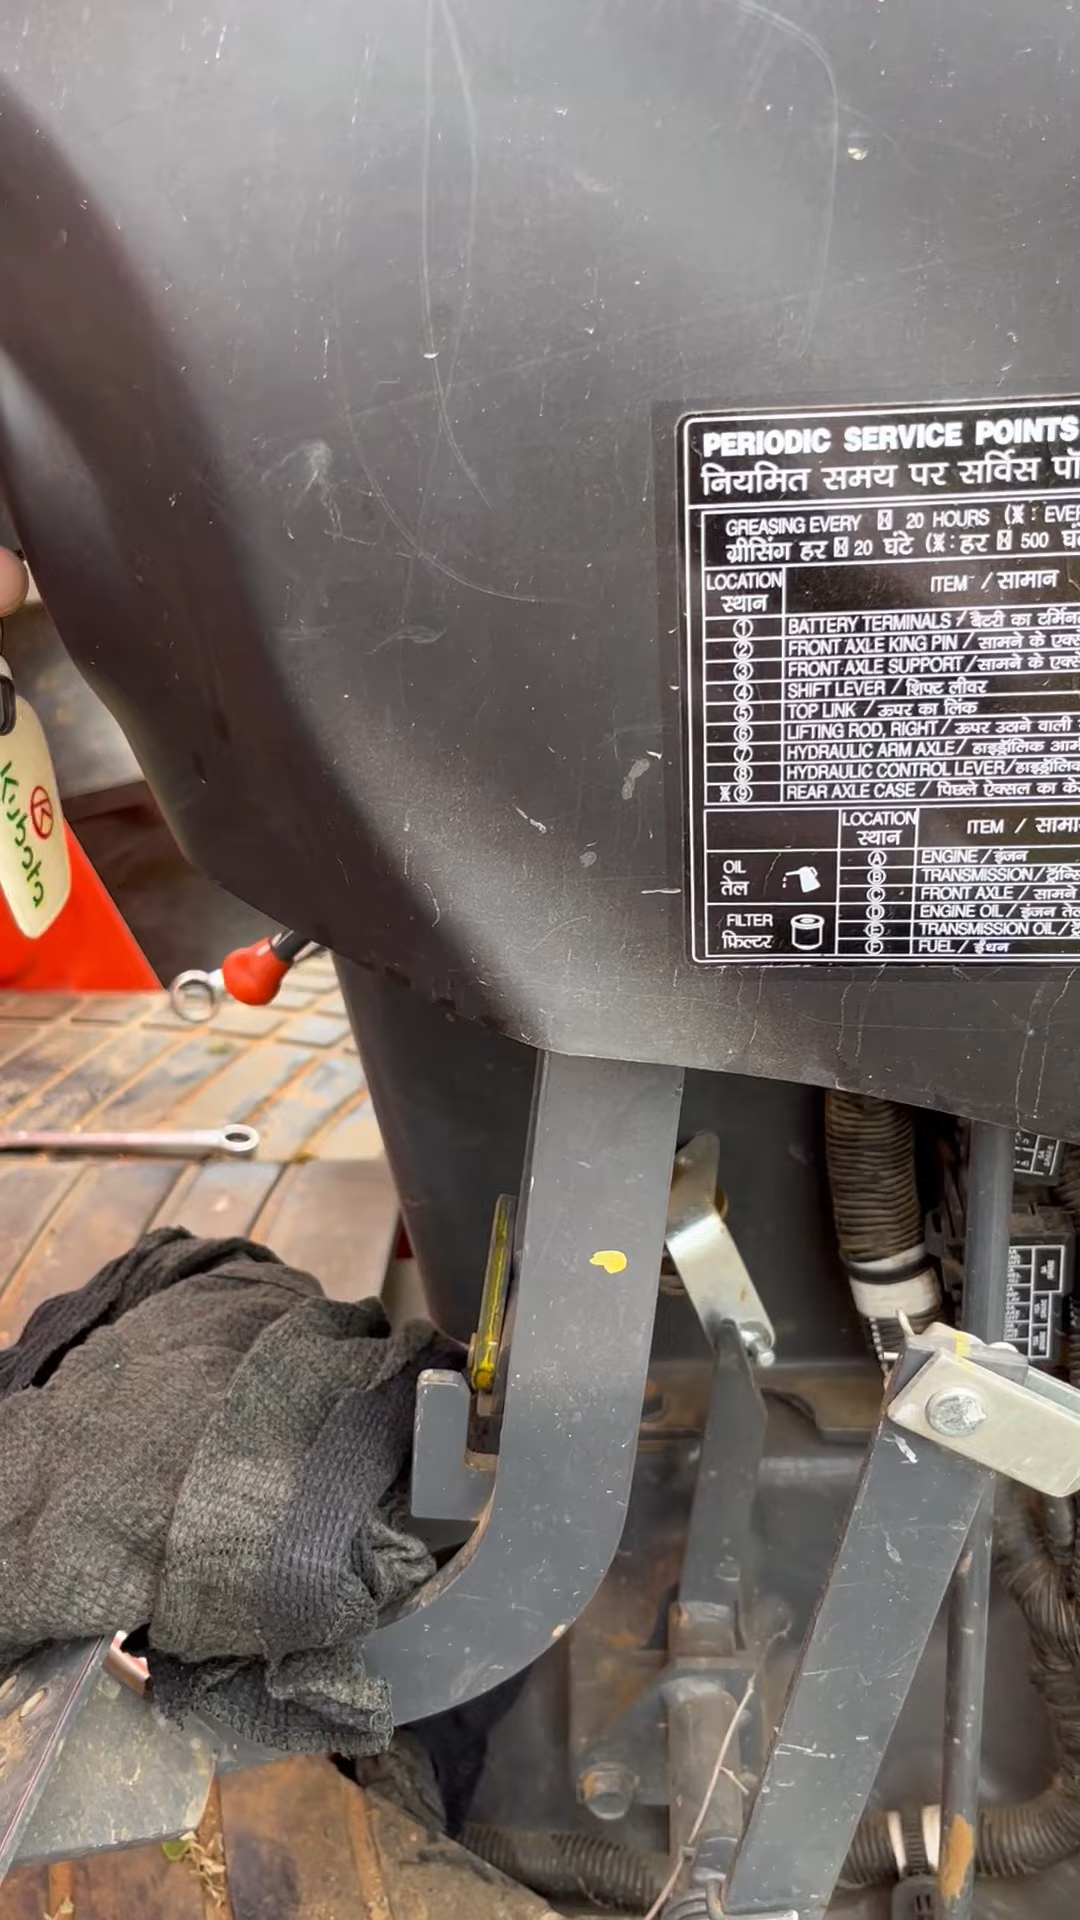 PERIODIC SERVICE POINTS
नियमित समय पर सर्विस
GREASING EVERY 20 HOURS (※: EVER
ग्रीसिंग हर 20 घंटे (※: हर 500
LOCATION
स्थान
ITEM / सामान
① BATTERY TERMINALS / बैटरी का
② FRONT AXLE KING PIN / सामने के
③ FRONT AXLE SUPPORT / सामने के
④ SHIFT LEVER / शिफ्ट लीवर
⑤ TOP LINK / ऊपर का लिंक
⑥ LIFTING ROD, RIGHT / ऊपर उठाने वाली
⑦ HYDRAULIC ARM AXLE / हाइड्रॉलिक
⑧ HYDRAULIC CONTROL LEVER / हाइड्रॉलिक
※⑨ REAR AXLE CASE / पिछले ऐक्सल का
LOCATION
स्थान
ITEM /
OIL
तेल
Ⓐ ENGINE / इंजन
Ⓑ TRANSMISSION /
Ⓒ FRONT AXLE / सामने
FILTER
फ़िल्टर
Ⓓ ENGINE OIL / इंजन
Ⓔ TRANSMISSION OIL /
Ⓕ FUEL / ईंधन
Kubota